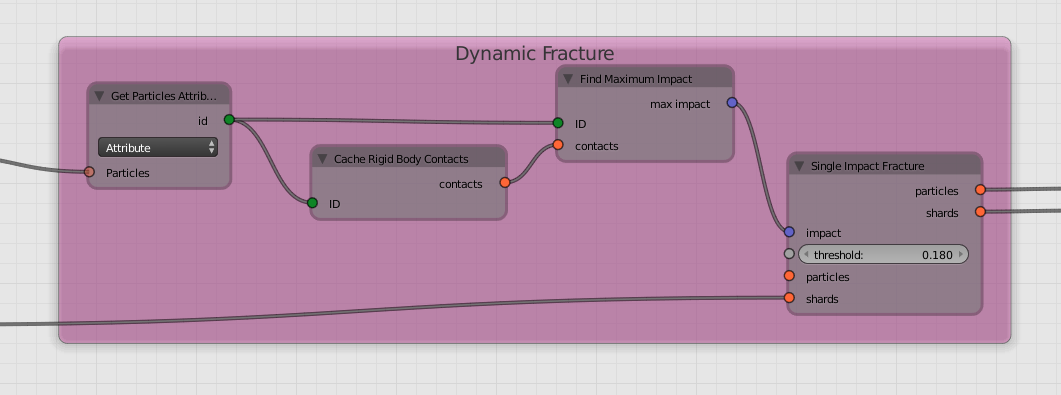 Dynamic Fracture
Get Particles Attrib...
id
Attribute
Particles
Cache Rigid Body Contacts
contacts
ID
Find Maximum Impact
max impact
ID
contacts
Single Impact Fracture
particles
shards
impact
threshold: 0.180
particles
shards